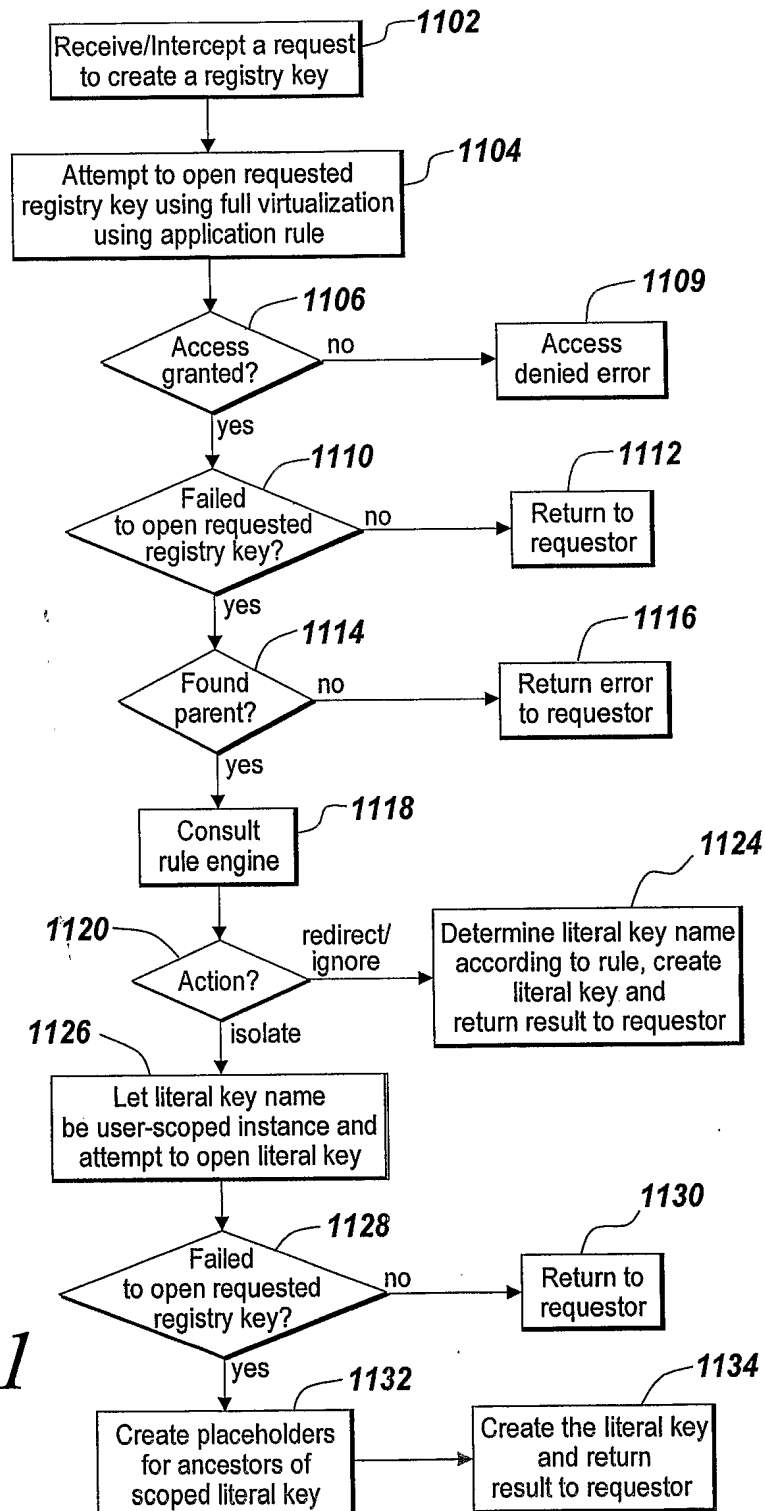 1102
Receive/Intercept a request
to create a registry key
1104
Attempt to open requested
registry key using full virtualization
using application rule
1106
Access
granted?
no
1109
Access
denied error
yes
1110
Failed
to open requested
registry key?
no
1112
Return to
requestor
yes
1114
Found
parent?
no
1116
Return error
to requestor
yes
1118
Consult
rule engine
1120
Action?
redirect/
ignore
1124
Determine literal key name
according to rule, create
literal key and
return result to requestor
isolate
1126
Let literal key name
be user-scoped instance and
attempt to open literal key
1128
Failed
to open requested
registry key?
no
1130
Return to
requestor
yes
1
1132
Create placeholders
for ancestors of
scoped literal key
1134
Create the literal key
and return
result to requestor